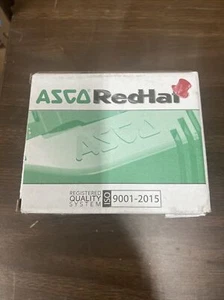 ASCO RedHat
ASCO
REGISTERED
QUALITY
SYSTEM
ISO
9001-2015